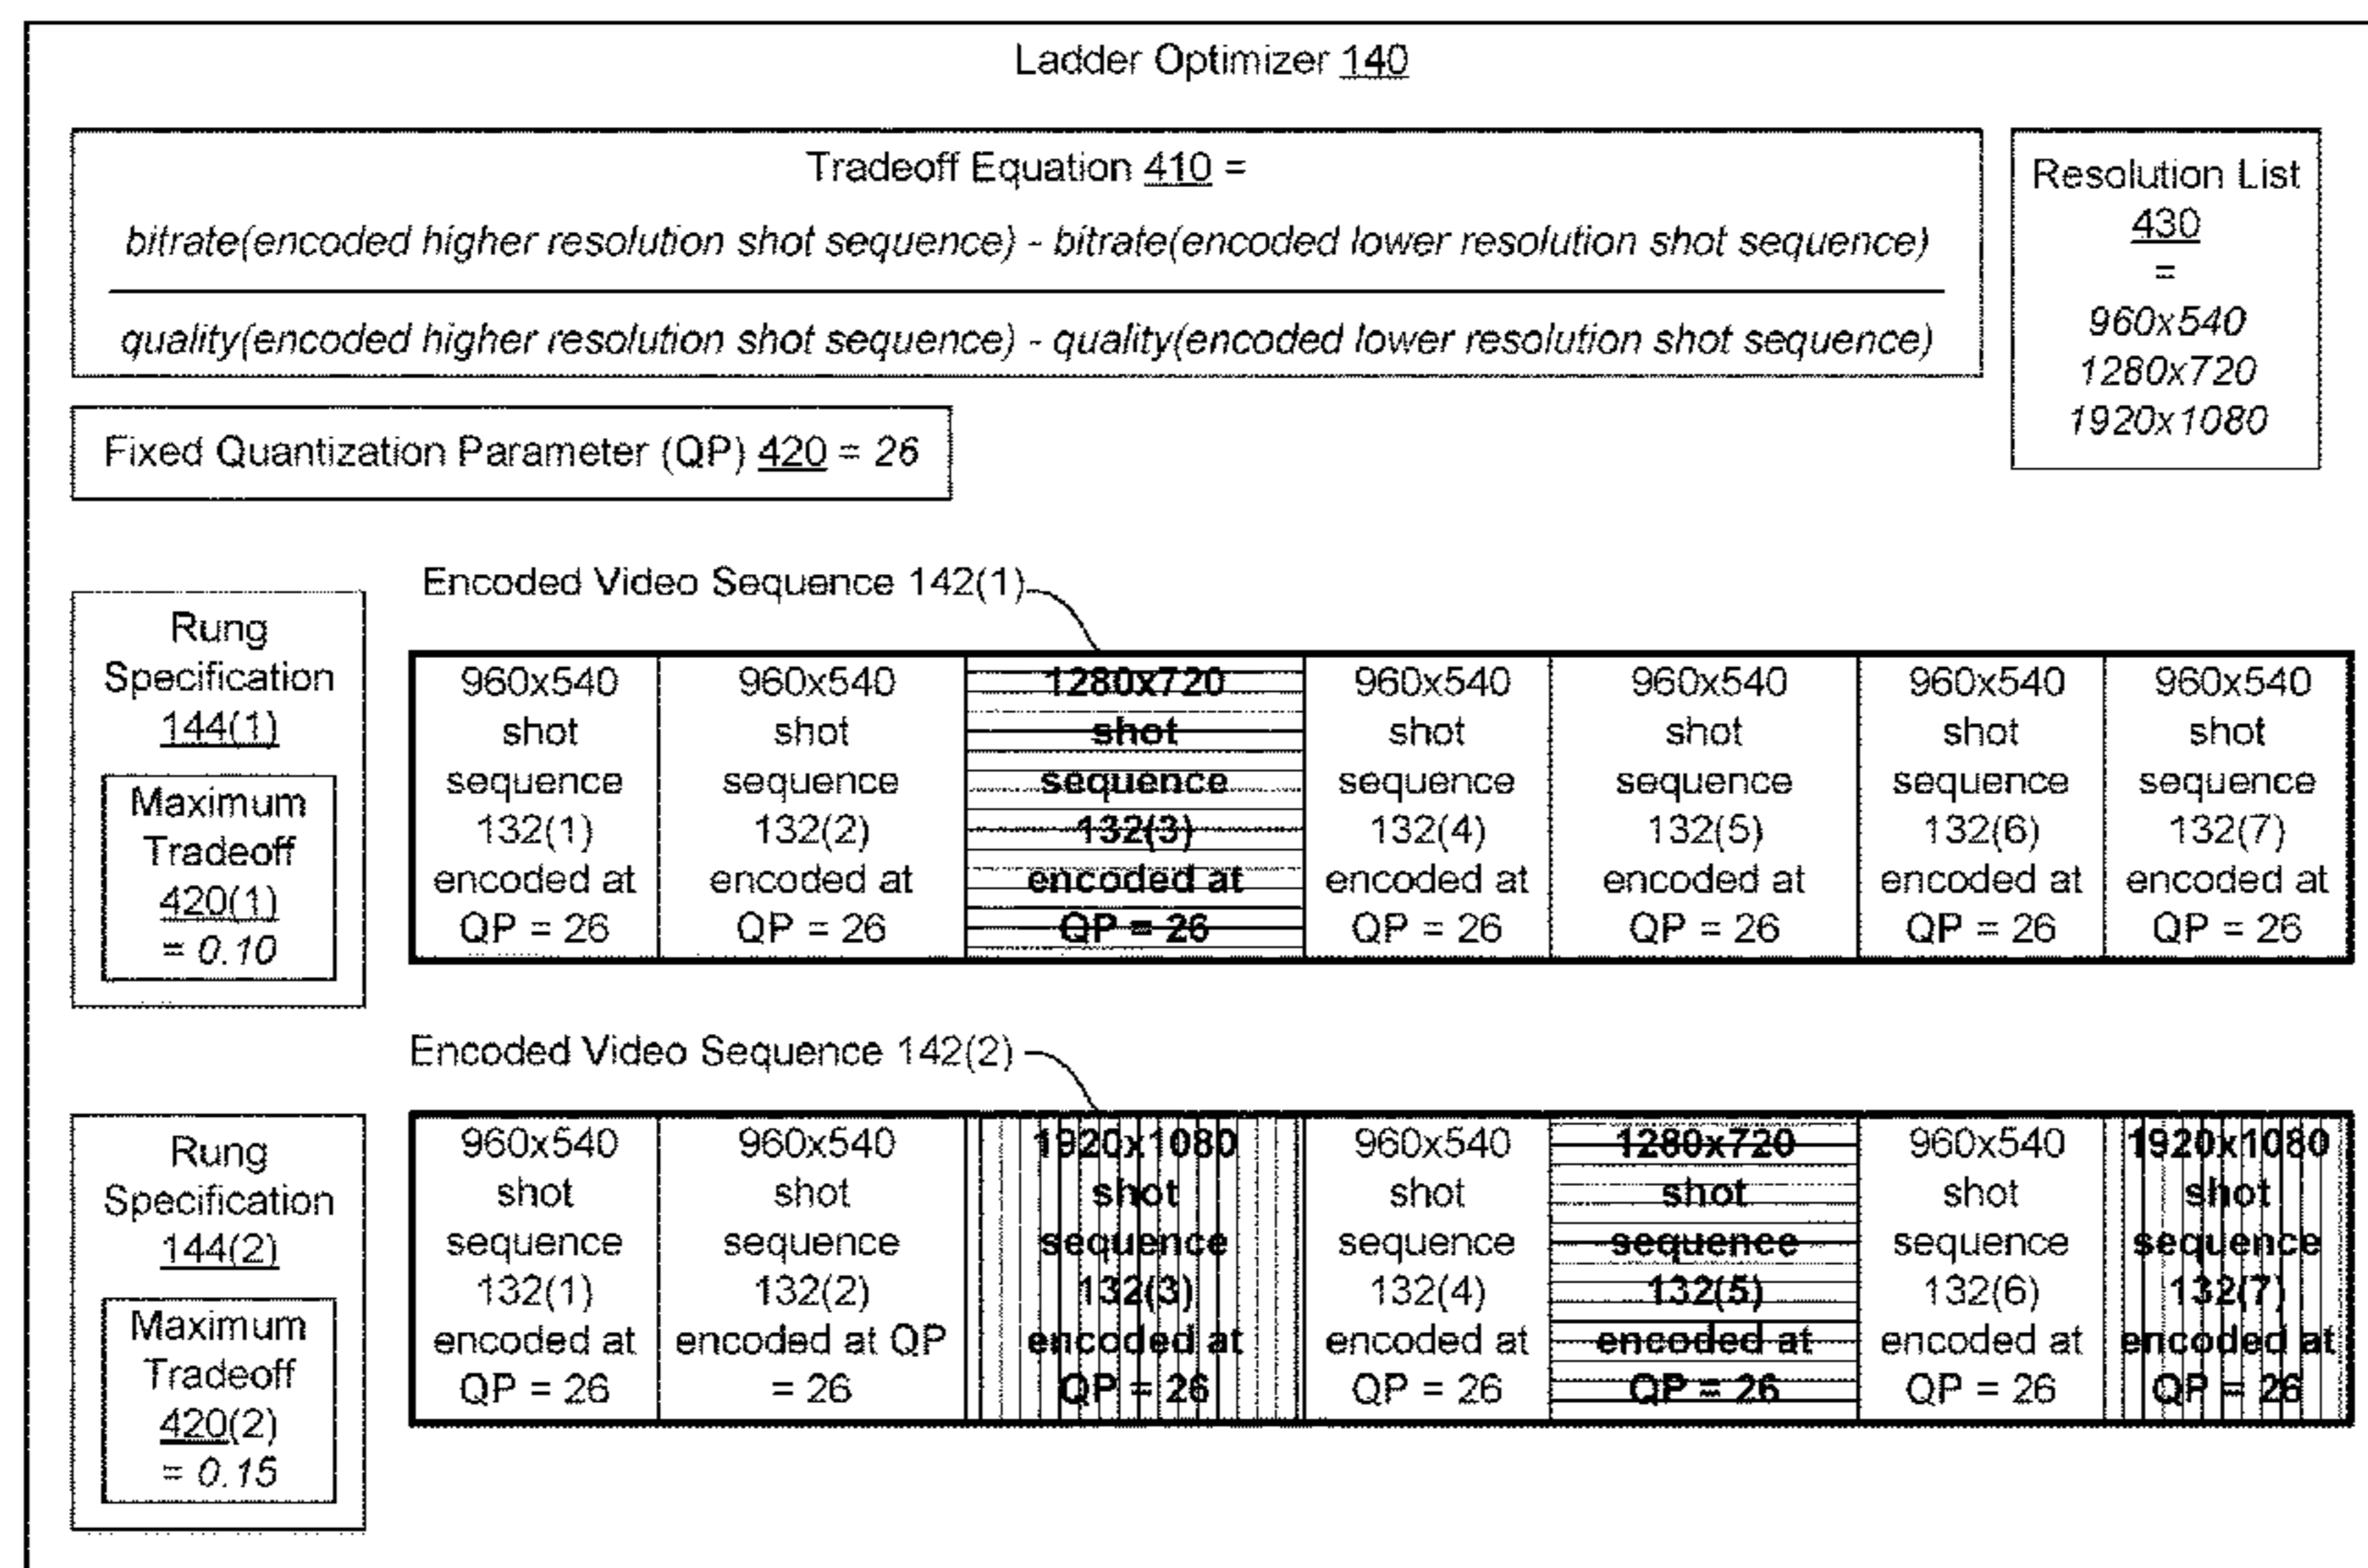 Ladder Optimizer 140
Tradeoff Equation 410 =
bitrate(encoded higher resolution shot sequence) - bitrate(encoded lower resolution shot sequence)
quality(encoded higher resolution shot sequence) - quality(encoded lower resolution shot sequence)
Resolution List
430
=
960x540
1280x720
1920x1080
Fixed Quantization Parameter (QP) 420 = 26
Encoded Video Sequence 142(1)
Rung
Specification
144(1)
Maximum
Tradeoff
420(1)
= 0.10
960x540
shot
sequence
132(1)
encoded at
QP = 26
960x540
shot
sequence
132(2)
encoded at
QP = 26
1280x720
shot
sequence
132(3)
encoded at
QP = 26
960x540
shot
sequence
132(4)
encoded at
QP = 26
960x540
shot
sequence
132(5)
encoded at
QP = 26
960x540
shot
sequence
132(6)
encoded at
QP = 26
960x540
shot
sequence
132(7)
encoded at
QP = 26
Encoded Video Sequence 142(2)
Rung
Specification
144(2)
Maximum
Tradeoff
420(2)
= 0.15
960x540
shot
sequence
132(1)
encoded at
QP = 26
960x540
shot
sequence
132(2)
encoded at QP
= 26
1920x1080
shot
sequence
132(3)
encoded at
QP = 26
960x540
shot
sequence
132(4)
encoded at
QP = 26
1280x720
shot
sequence
132(5)
encoded at
QP = 26
960x540
shot
sequence
132(6)
encoded at
QP = 26
1920x1080
shot
sequence
132(7)
encoded at
QP = 26